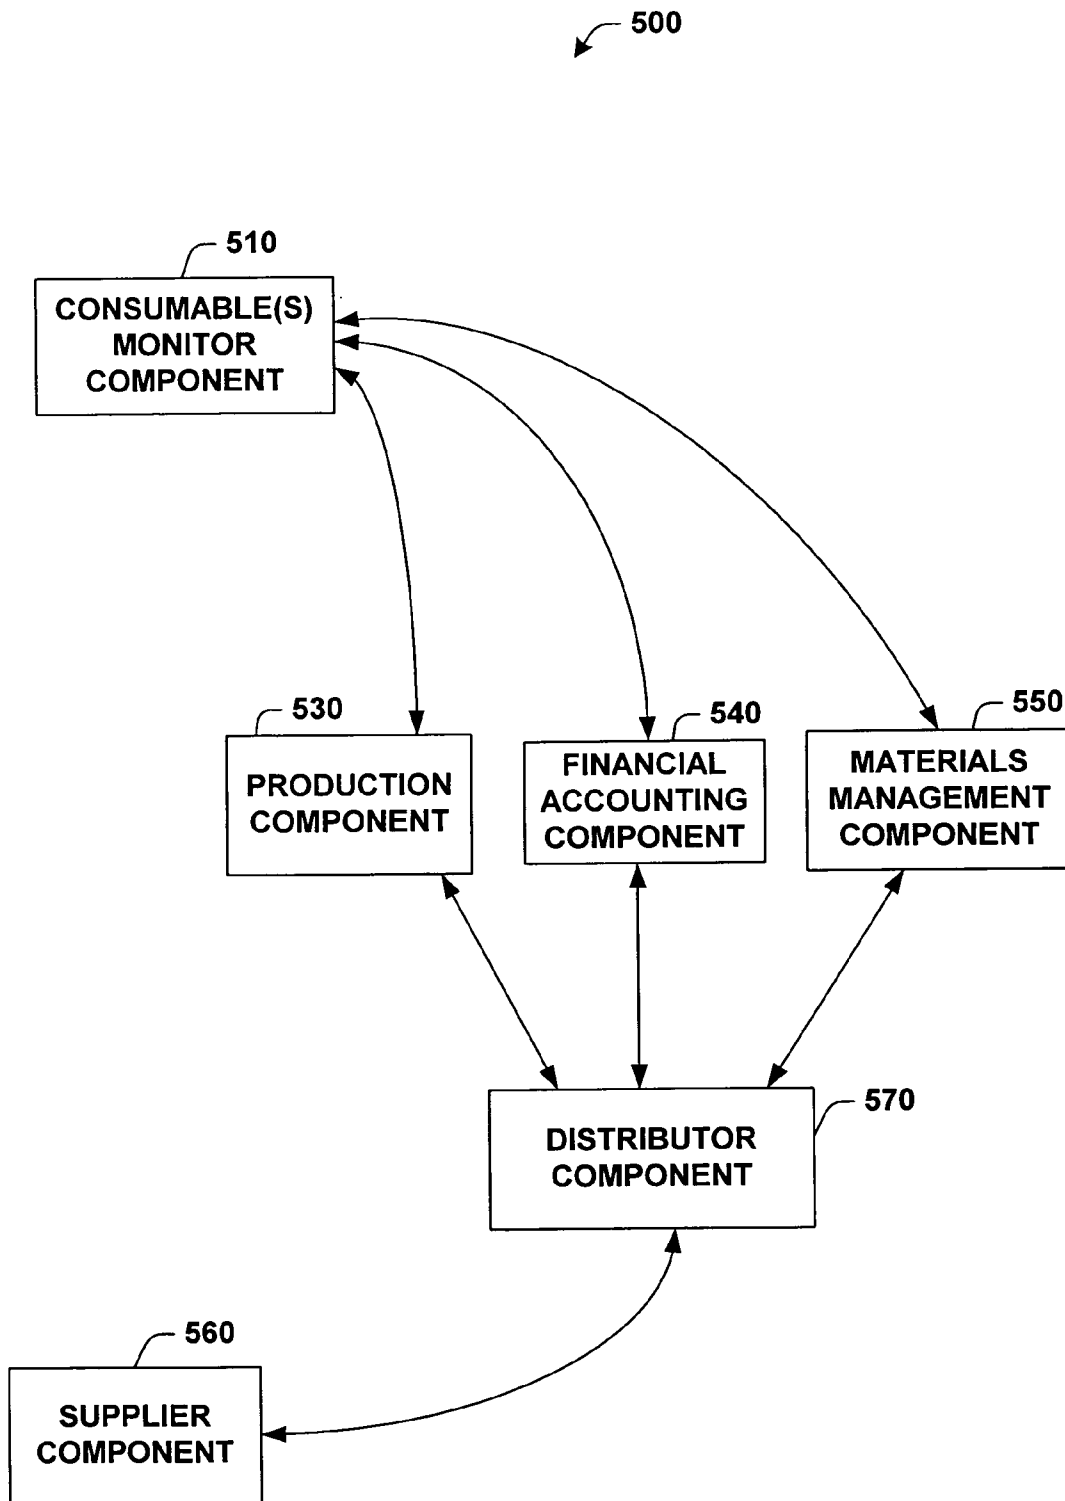 500
510
CONSUMABLE(S)
MONITOR
COMPONENT
530
PRODUCTION
COMPONENT
540
FINANCIAL
ACCOUNTING
COMPONENT
550
MATERIALS
MANAGEMENT
COMPONENT
570
DISTRIBUTOR
COMPONENT
560
SUPPLIER
COMPONENT